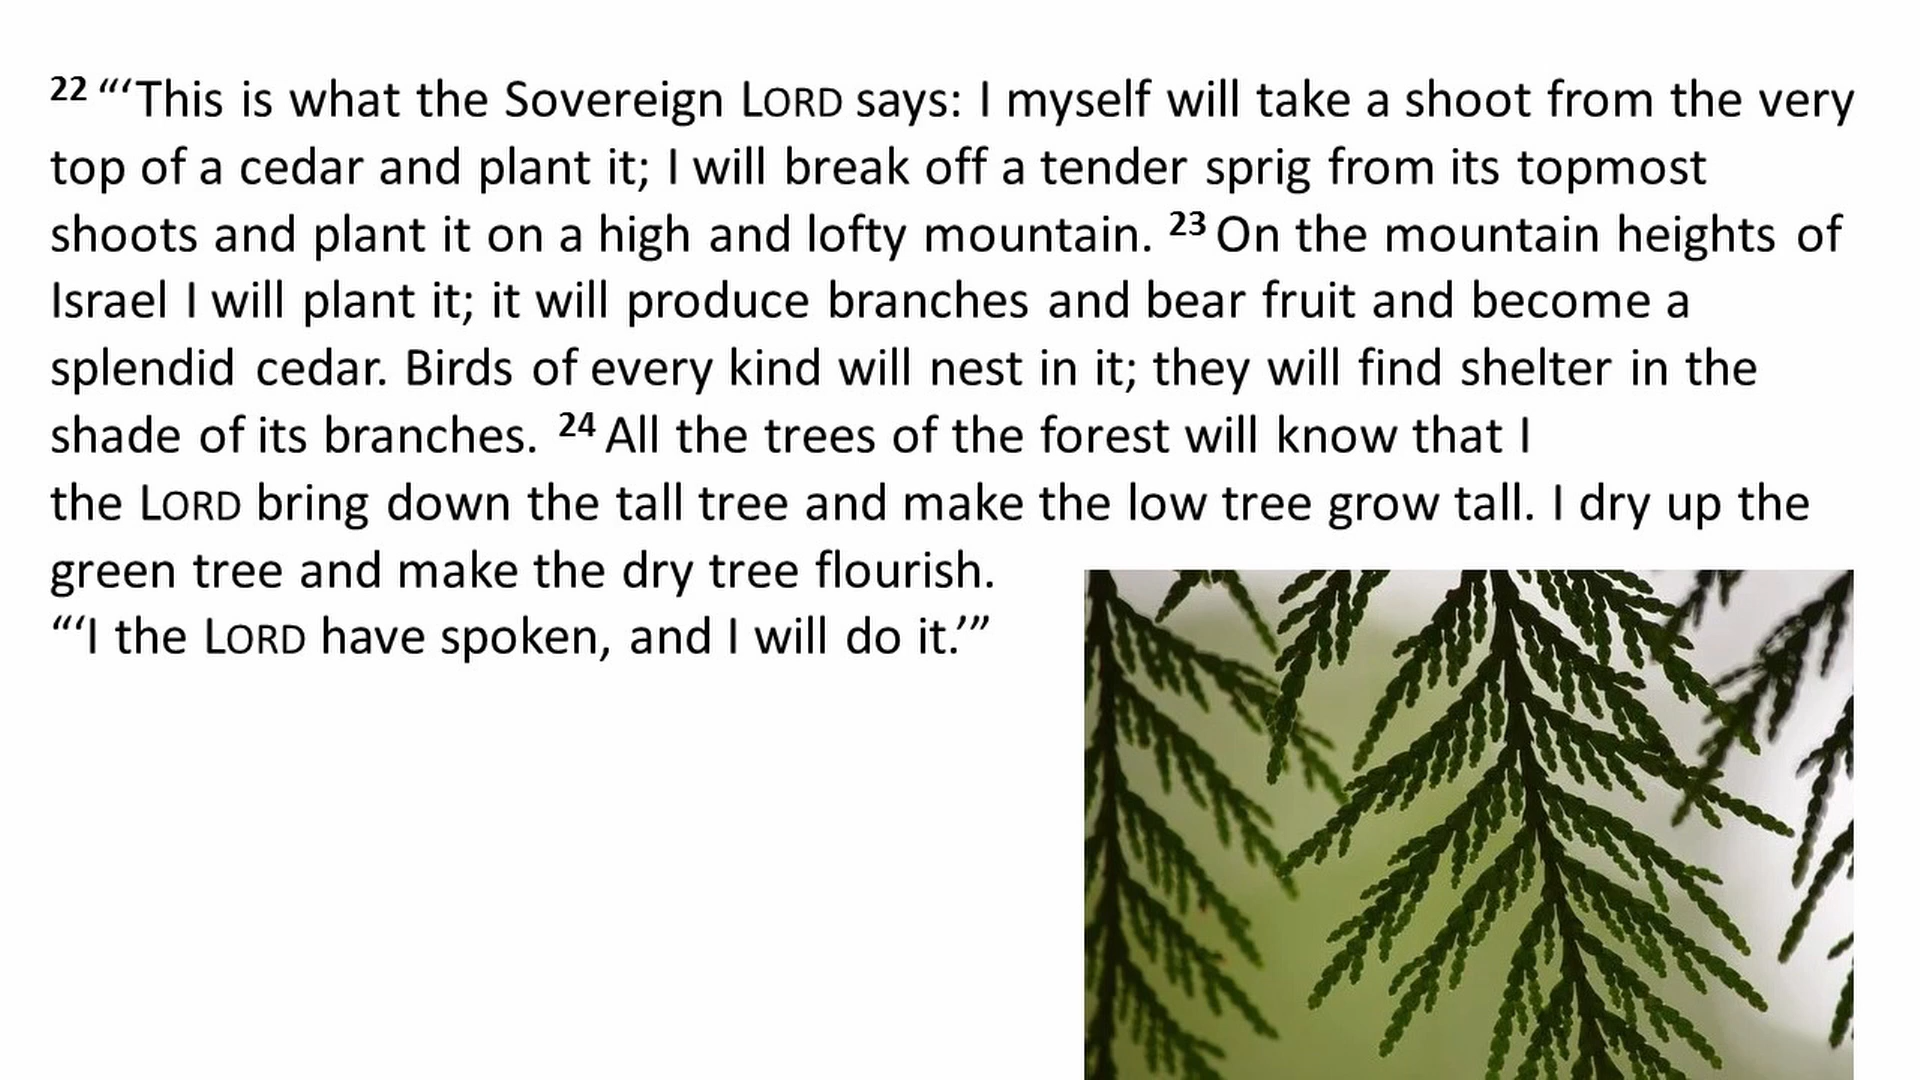 22 “‘This is what the Sovereign LORD says: I myself will take a shoot from the very
top of a cedar and plant it; I will break off a tender sprig from its topmost
shoots and plant it on a high and lofty mountain. 23 On the mountain heights of
Israel I will plant it; it will produce branches and bear fruit and become a
splendid cedar. Birds of every kind will nest in it; they will find shelter in the
shade of its branches. 24 All the trees of the forest will know that I
the LORD bring down the tall tree and make the low tree grow tall. I dry up the
green tree and make the dry tree flourish.
“‘I the LORD have spoken, and I will do it.’”